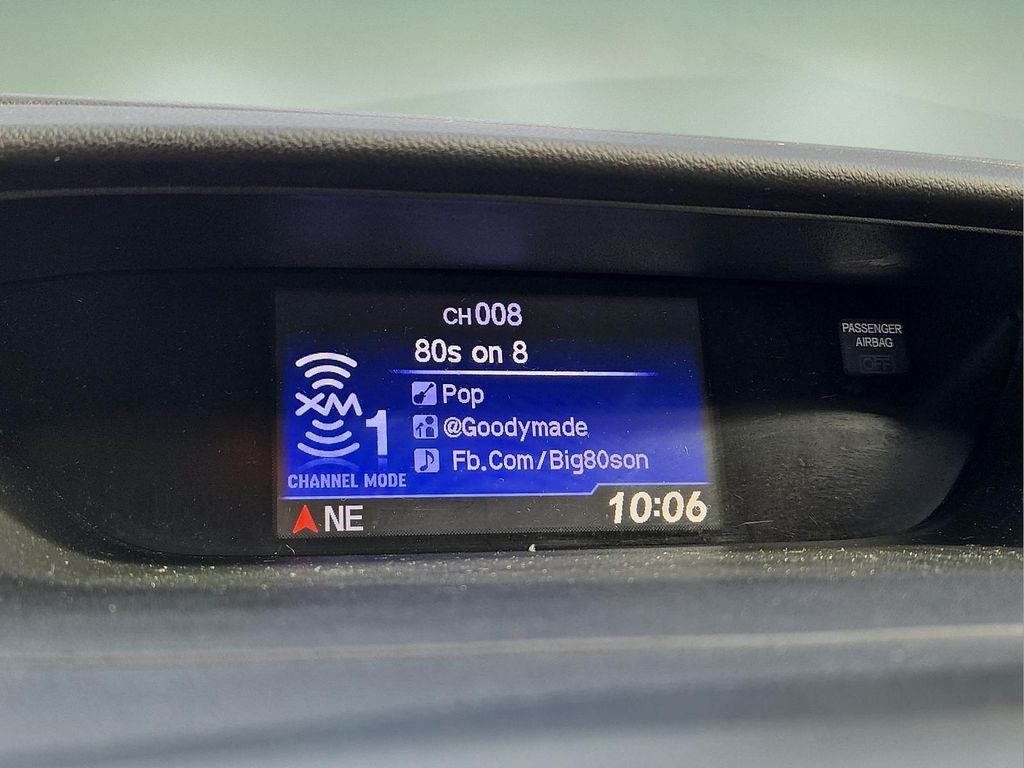 CH008
80s on 8
XM
1
Pop
@Goodymade
Fb.Com/Big80son
CHANNEL MODE
NE
10:06
PASSENGER
AIRBAG
OFF